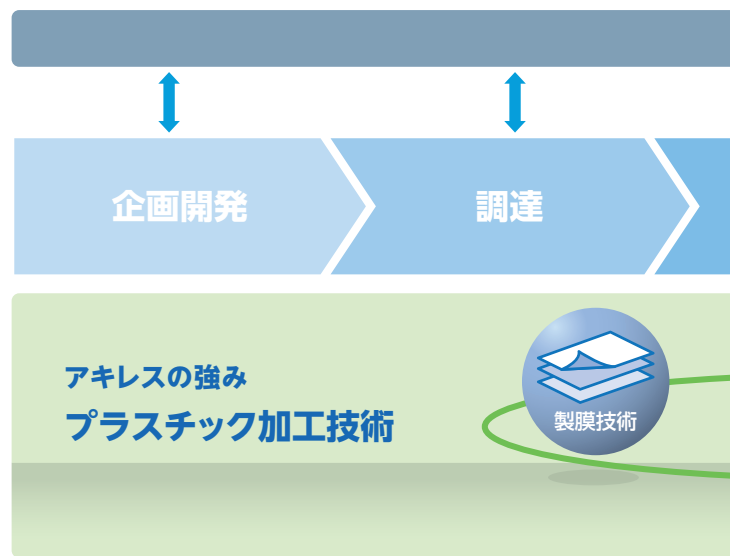 企画開発
調達
アキレスの強み
プラスチック加工技術
製膜技術